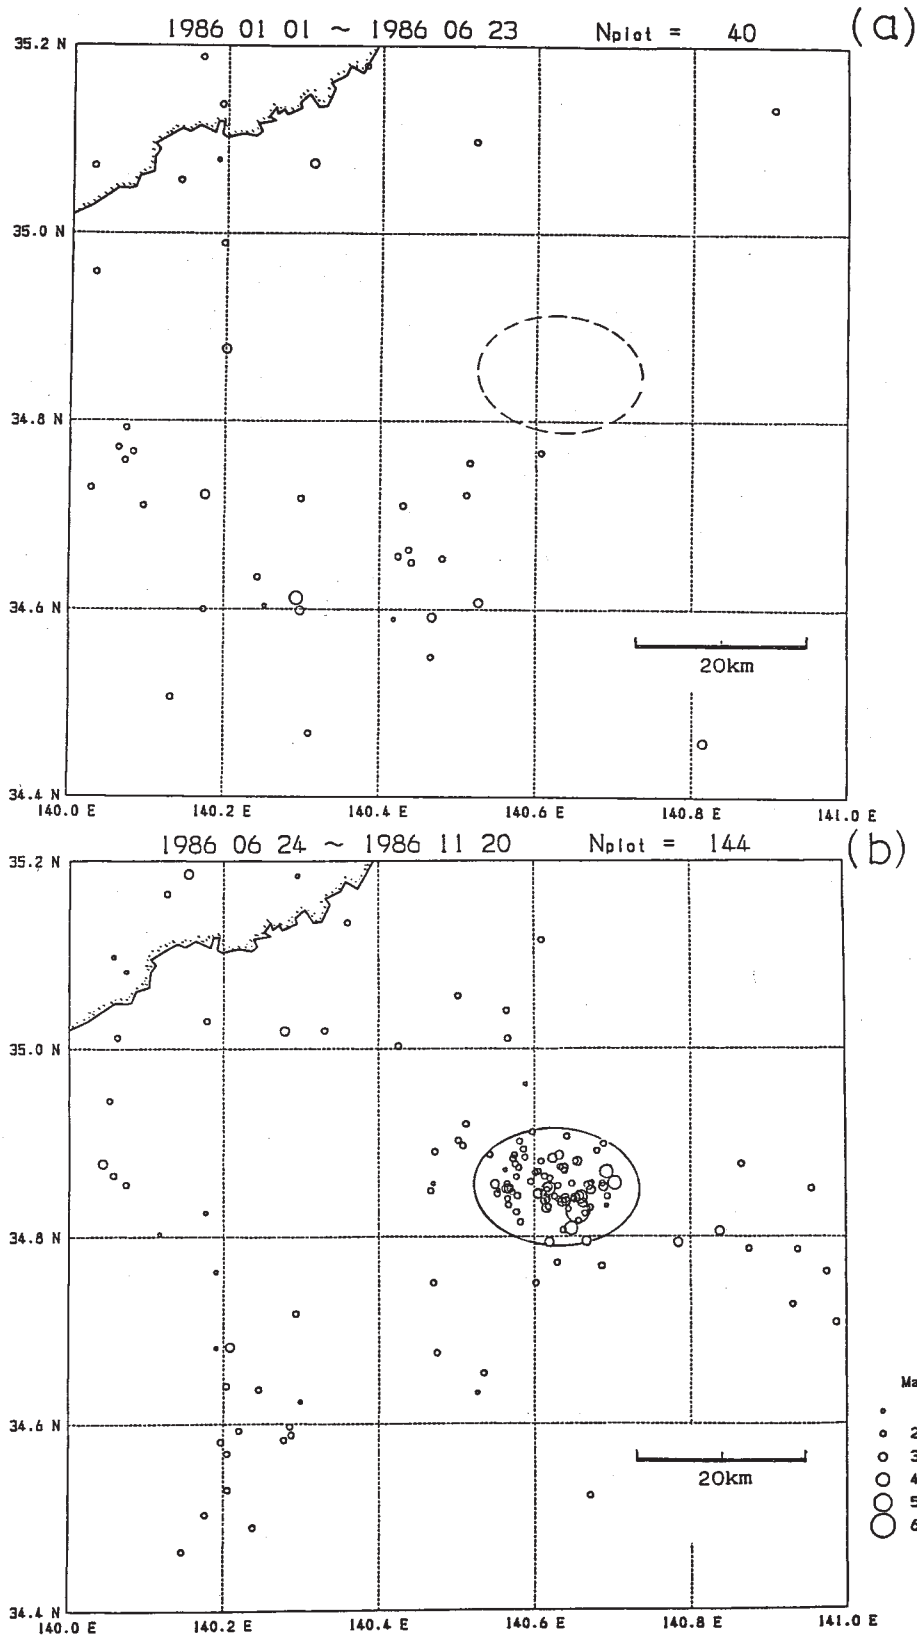 1986 01 01 ~ 1986 06 23 Nplot = 40
(a)
35.2 N
35.0 N
34.8 N
34.6 N
34.4 N
20km
140.0 E 140.2 E 140.4 E 140.6 E 140.8 E 141.0 E
1986 06 24 ~ 1986 11 20 Nplot = 144
(b)
35.2 N
35.0 N
34.8 N
34.6 N
34.4 N
20km
Ma
2
3
4
5
6
140.0 E 140.2 E 140.4 E 140.6 E 140.8 E 141.0 E